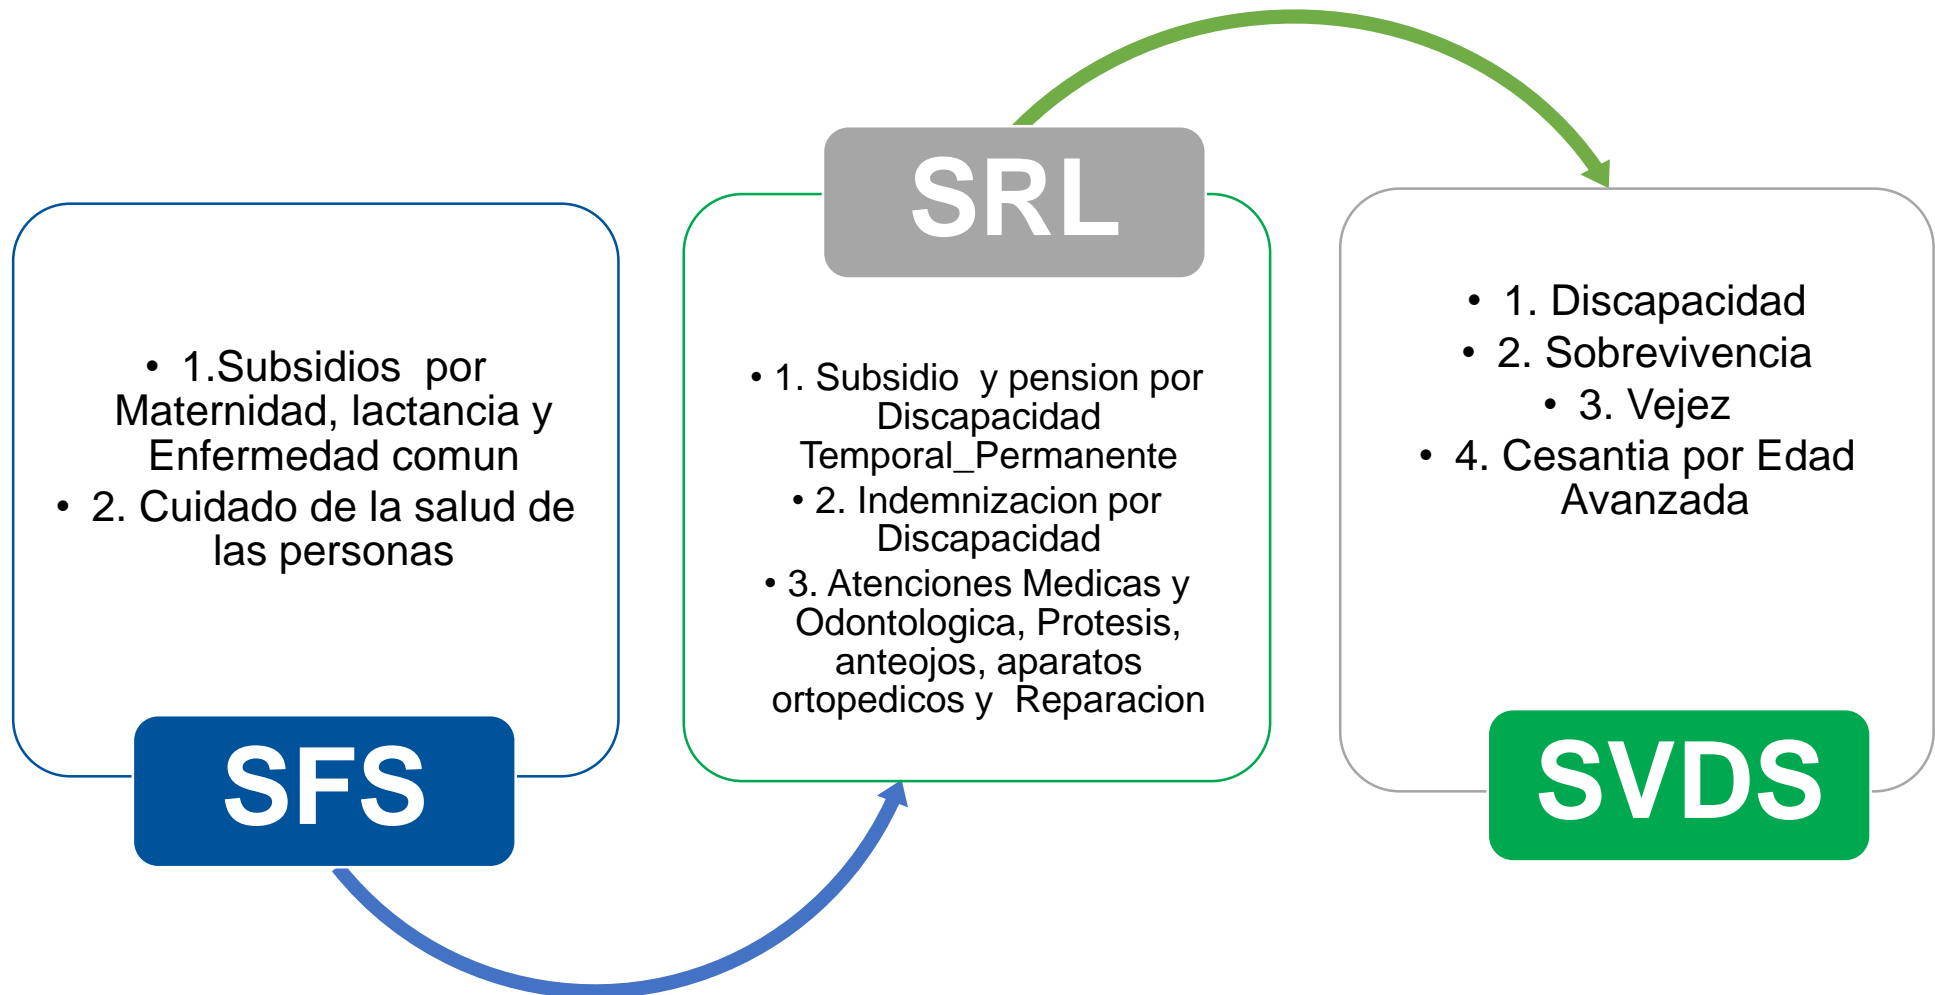 • 1.Subsidios por
Maternidad, lactancia y
Enfermedad comun
• 2. Cuidado de la salud de
las personas
SFS
SRL
• 1. Subsidio y pension por
Discapacidad
Temporal_Permanente
• 2. Indemnizacion por
Discapacidad
• 3. Atenciones Medicas y
Odontologica, Protesis,
anteojos, aparatos
ortopedicos y Reparacion
• 1. Discapacidad
• 2. Sobrevivencia
• 3. Vejez
• 4. Cesantia por Edad
Avanzada
SVDS